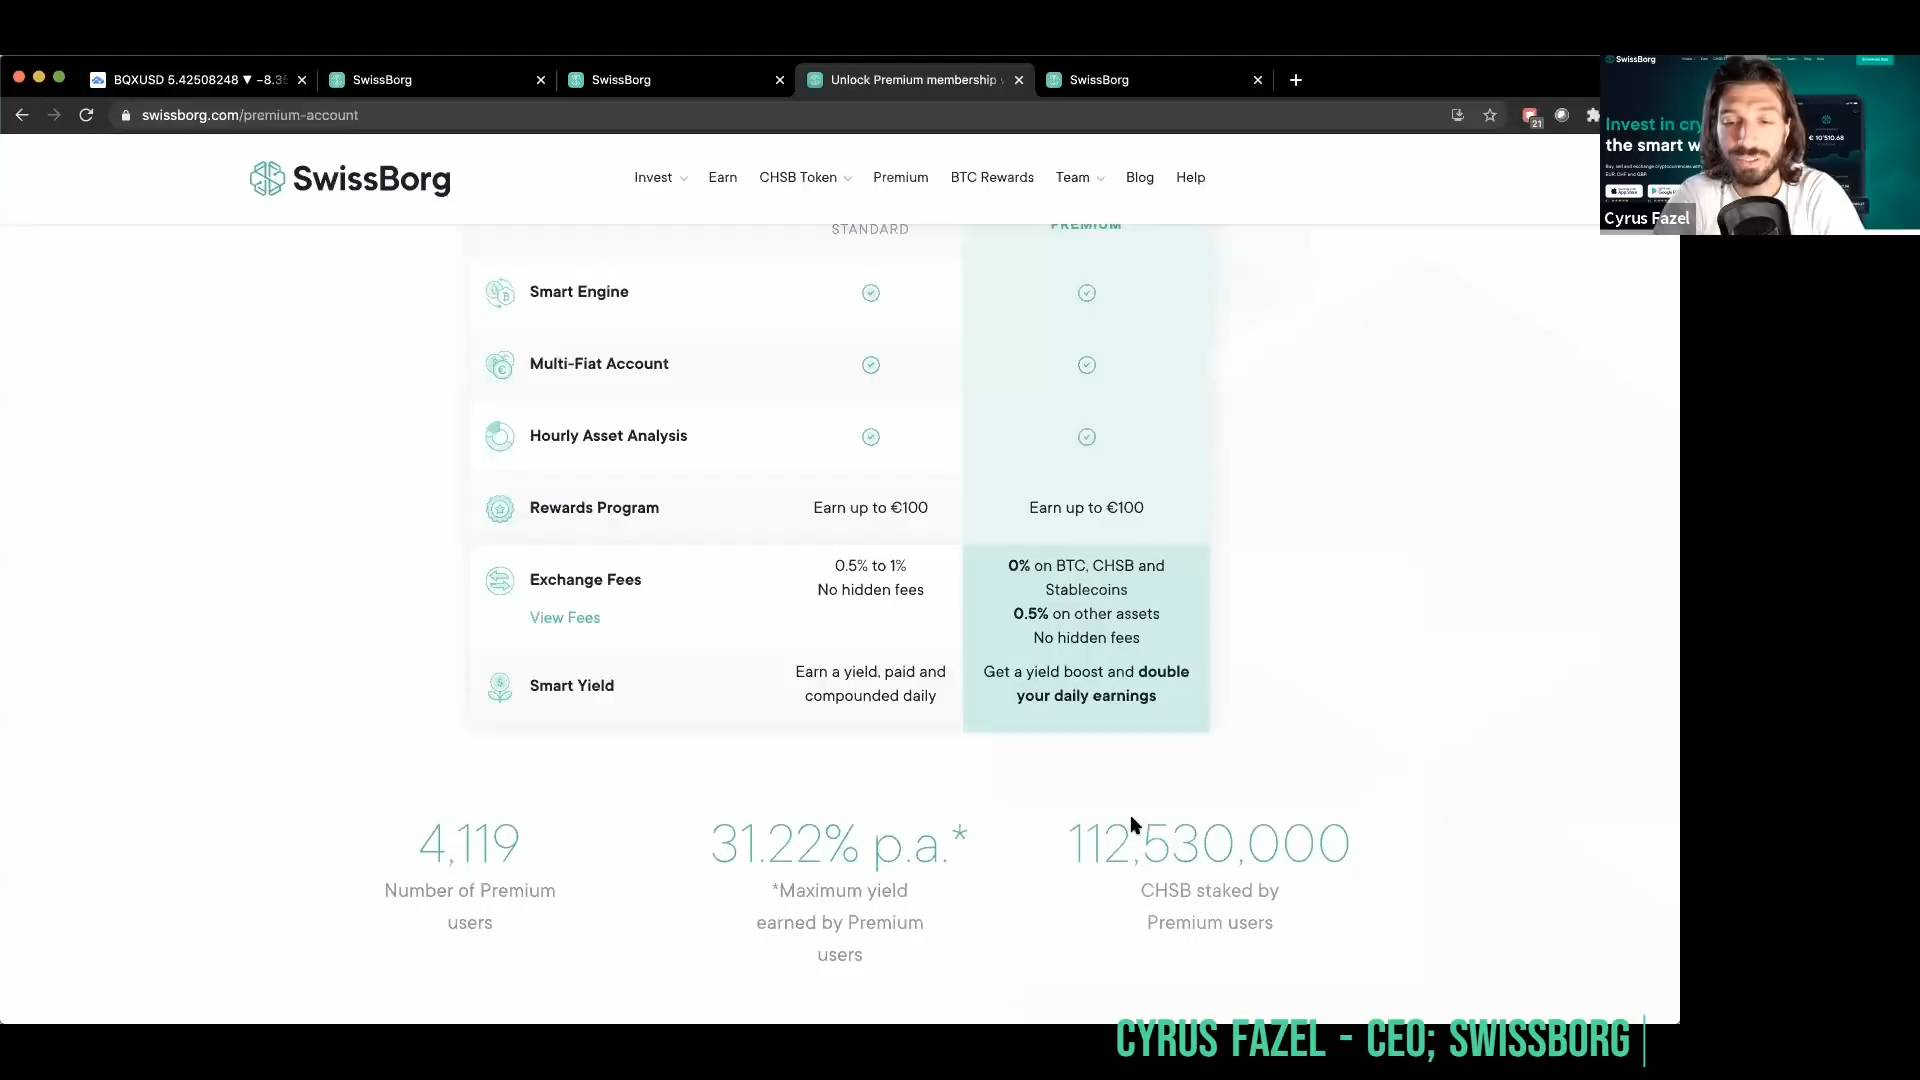 BQXUSD 5.42508248 ▼ −8.3
SwissBorg
SwissBorg
Unlock Premium membership
SwissBorg
swissborg.com/premium-account
21
SwissBorg
Invest
Earn
CHSB Token
Premium
BTC Rewards
Team
Blog
Help
SwissBorg
Invest in cry
the smart w
€ 10'510.68
Cyrus Fazel
STANDARD
PREMIUM
Smart Engine
Multi-Fiat Account
Hourly Asset Analysis
Rewards Program
Earn up to €100
Earn up to €100
Exchange Fees
View Fees
0.5% to 1%
No hidden fees
0% on BTC, CHSB and
Stablecoins
0.5% on other assets
No hidden fees
Smart Yield
Earn a yield, paid and
compounded daily
Get a yield boost and double
your daily earnings
4,119
Number of Premium
users
31.22% p.a.*
*Maximum yield
earned by Premium
users
112,530,000
CHSB staked by
Premium users
CYRUS FAZEL - CEO; SWISSBORG